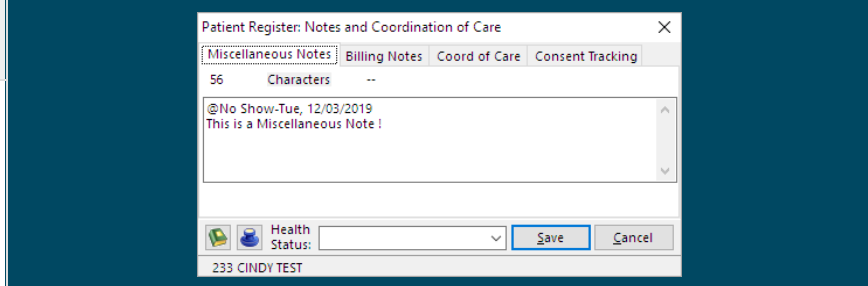 Patient Register: Notes and Coordination of Care
Miscellaneous Notes Billing Notes Coord of Care Consent Tracking
56 Characters --
@No Show-Tue, 12/03/2019
This is a Miscellaneous Note !
Health
Status:
Save Cancel
233 CINDY TEST